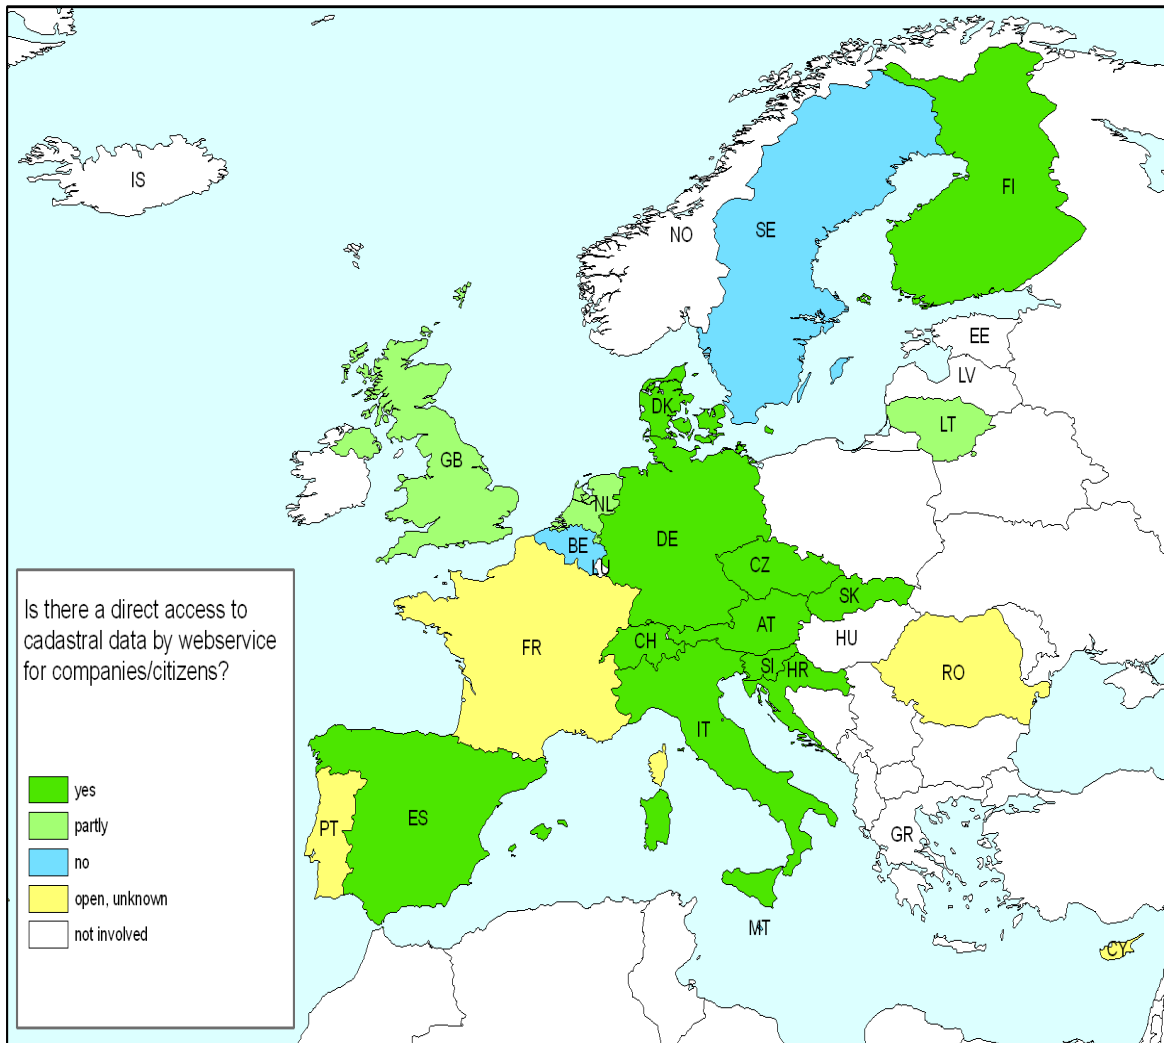 IS
FI
NO
SE
EE
LV
DK
LT
GB
NL
DE
BE
LU
CZ
SK
Is there a direct access to
cadastral data by webservice
for companies/citizens?
AT
CH
HU
FR
SI
HR
RO
IT
yes
ES
partly
PT
GR
no
open, unknown
not involved
MT
CY